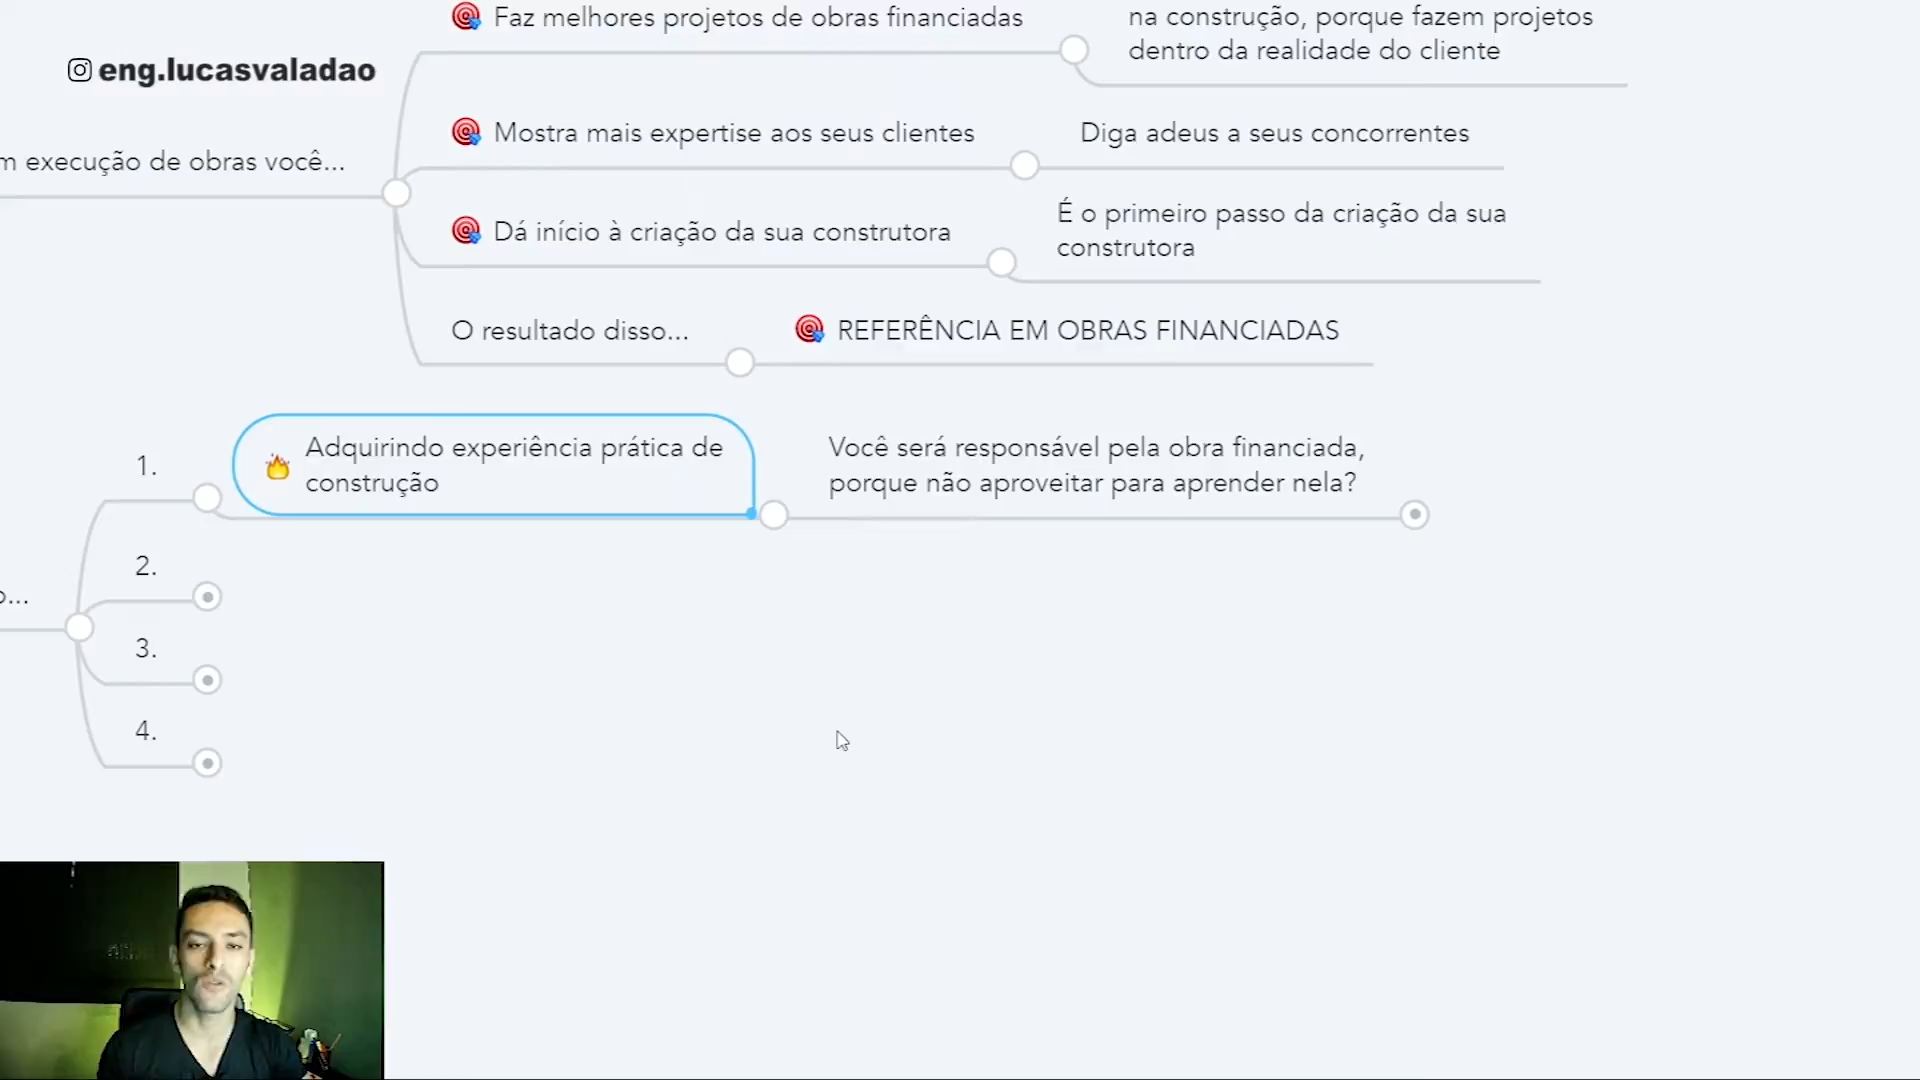 Faz melhores projetos de obras financiadas
na construção, porque fazem projetos
dentro da realidade do cliente
eng.lucasvaladao
Mostra mais expertise aos seus clientes
Diga adeus a seus concorrentes
execução de obras você...
Dá início à criação da sua construtora
É o primeiro passo da criação da sua
construtora
O resultado disso...
REFERÊNCIA EM OBRAS FINANCIADAS
1.
Adquirindo experiência prática de
construção
Você será responsável pela obra financiada,
porque não aproveitar para aprender nela?
2.
3.
4.